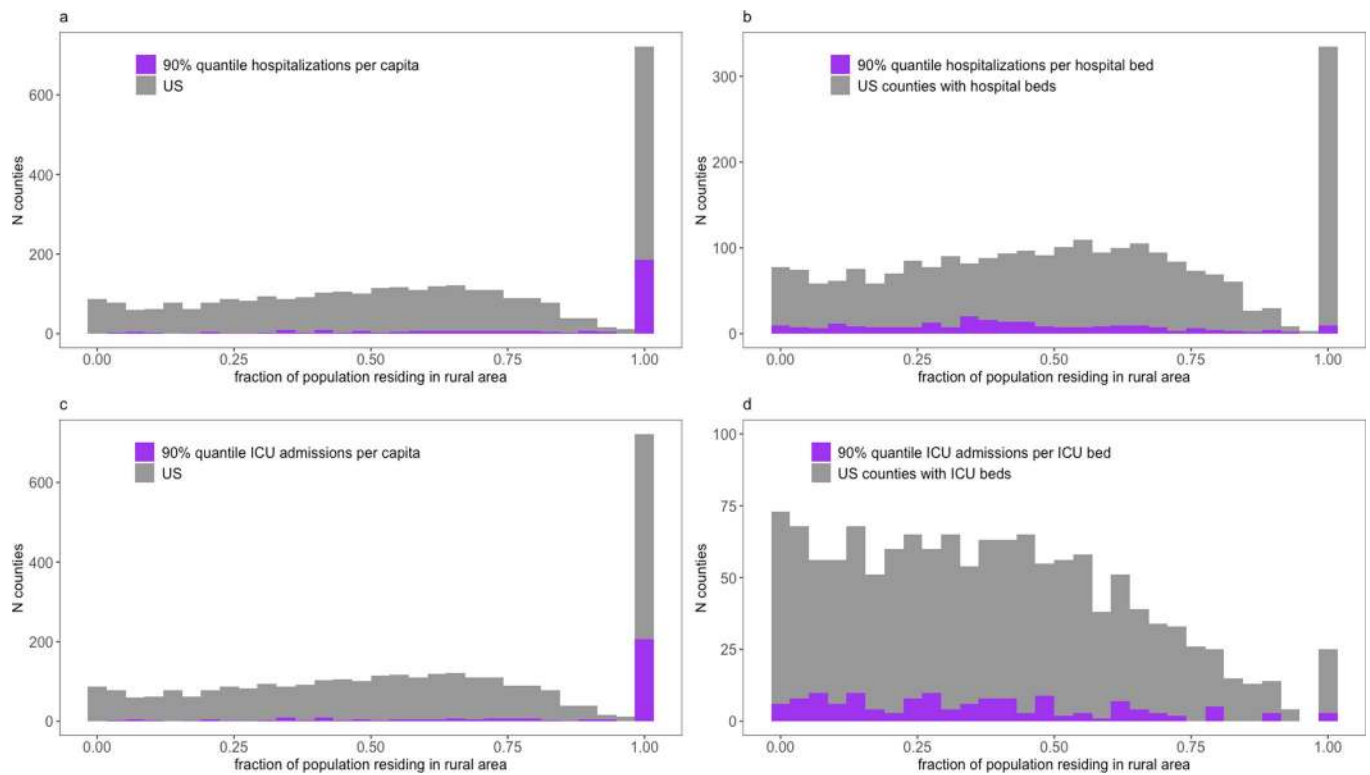 a
90% quantile hospitalizations per capita
US
N counties
600
400
200
0
0.00 0.25 0.50 0.75 1.00
fraction of population residing in rural area
b
90% quantile hospitalizations per hospital bed
US counties with hospital beds
N counties
300
200
100
0
0.00 0.25 0.50 0.75 1.00
fraction of population residing in rural area
c
90% quantile ICU admissions per capita
US
N counties
600
400
200
0
0.00 0.25 0.50 0.75 1.00
fraction of population residing in rural area
d
90% quantile ICU admissions per ICU bed
US counties with ICU beds
N counties
100
75
50
25
0
0.00 0.25 0.50 0.75 1.00
fraction of population residing in rural area